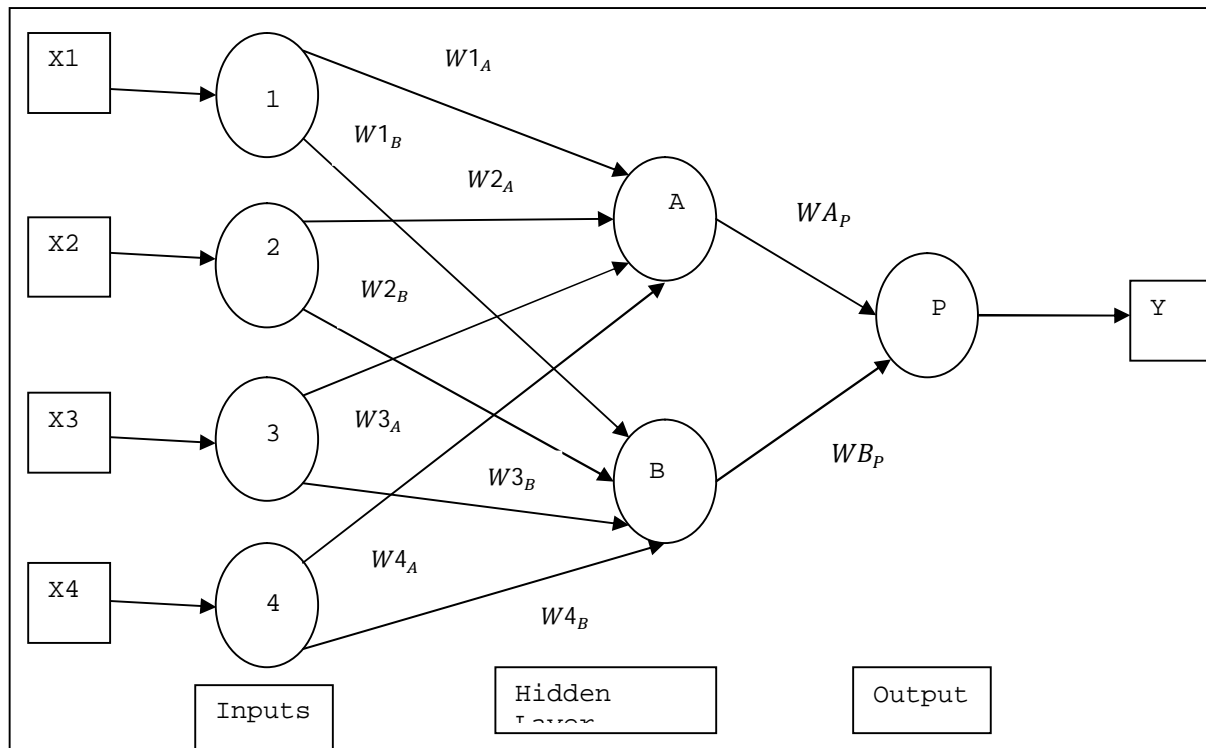 X1
1
W1_A
W1_B
W2_A
A
X2
2
WA_P
W2_B
P
Y
X3
3
W3_A
B
WB_P
W3_B
X4
4
W4_A
W4_B
Inputs
Hidden
Layer
Output